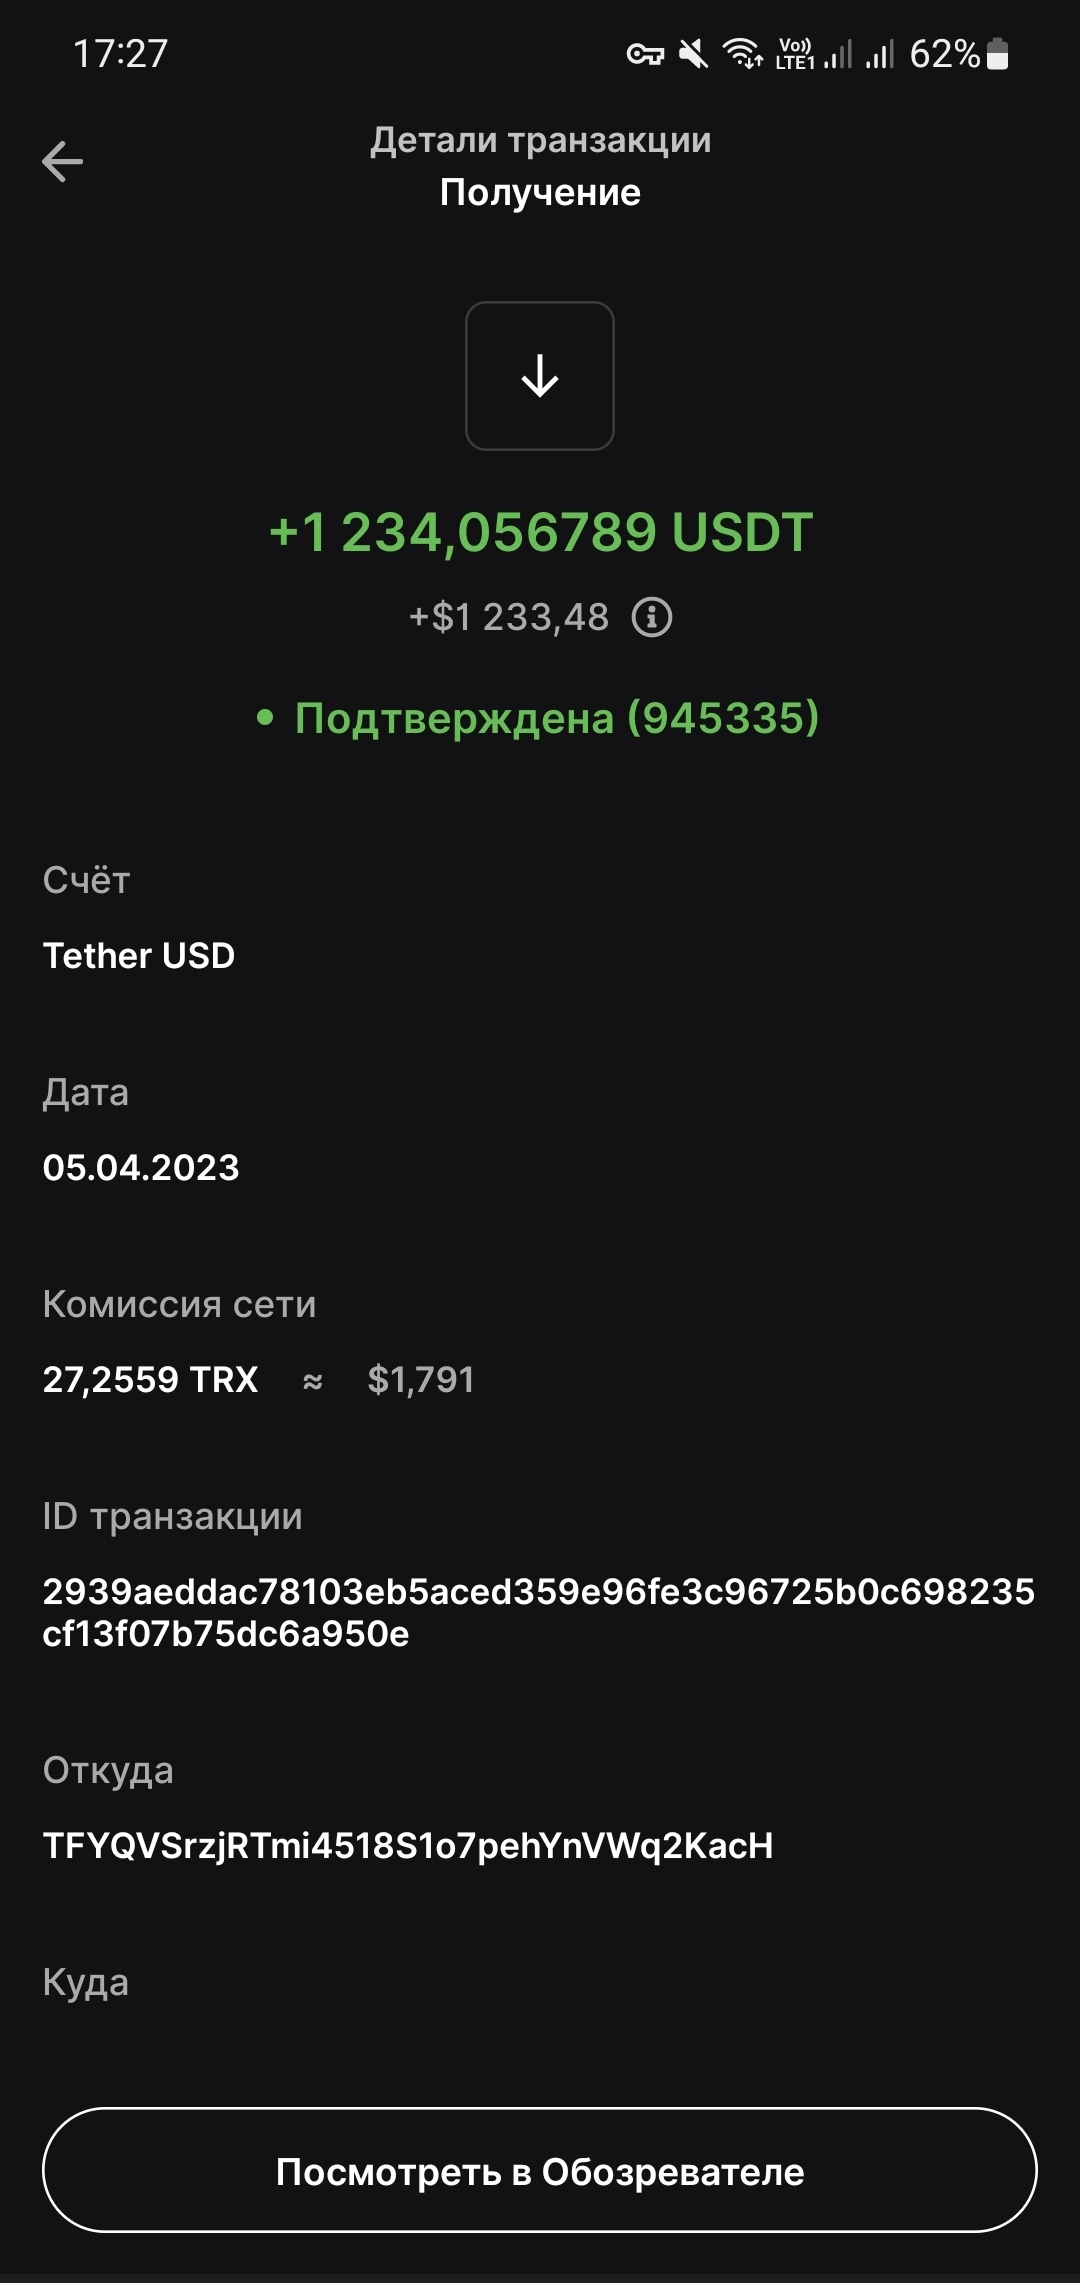 17:27
Vo)) LTE1 62%
Детали транзакции
Получение
+1 234,056789 USDT
+$1 233,48
Подтверждена (945335)
Счёт
Tether USD
Дата
05.04.2023
Комиссия сети
27,2559 TRX ≈ $1,791
ID транзакции
2939aeddac78103eb5aced359e96fe3c96725b0c698235
cf13f07b75dc6a950e
Откуда
TFYQVSrzjRTmi4518S1o7pehYnVWq2KacH
Куда
Посмотреть в Обозревателе